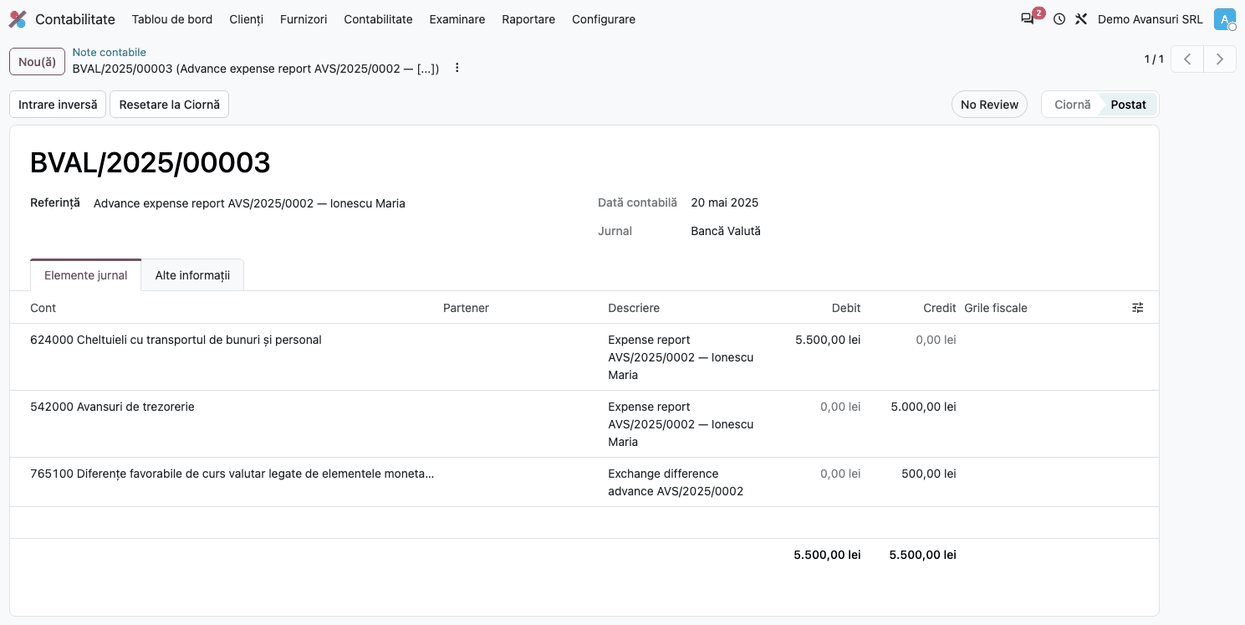 Contabilitate Tablou de bord Clienți Furnizori Contabilitate Examinare Raportare Configurare 2 Demo Avansuri SRL A
Nou(ă) Note contabile
BVAL/2025/00003 (Advance expense report AVS/2025/0002 — [...]) 1 / 1
Intrare inversă Resetare la Ciornă No Review Ciornă Postat
BVAL/2025/00003
Referință Advance expense report AVS/2025/0002 — Ionescu Maria Dată contabilă 20 mai 2025
Jurnal Bancă Valută
Elemente jurnal Alte informații
Cont Partener Descriere Debit Credit Grile fiscale
624000 Cheltuieli cu transportul de bunuri și personal Expense report 5.500,00 lei 0,00 lei
AVS/2025/0002 — Ionescu
Maria
542000 Avansuri de trezorerie Expense report 0,00 lei 5.000,00 lei
AVS/2025/0002 — Ionescu
Maria
765100 Diferențe favorabile de curs valutar legate de elementele moneta... Exchange difference 0,00 lei 500,00 lei
advance AVS/2025/0002
5.500,00 lei 5.500,00 lei